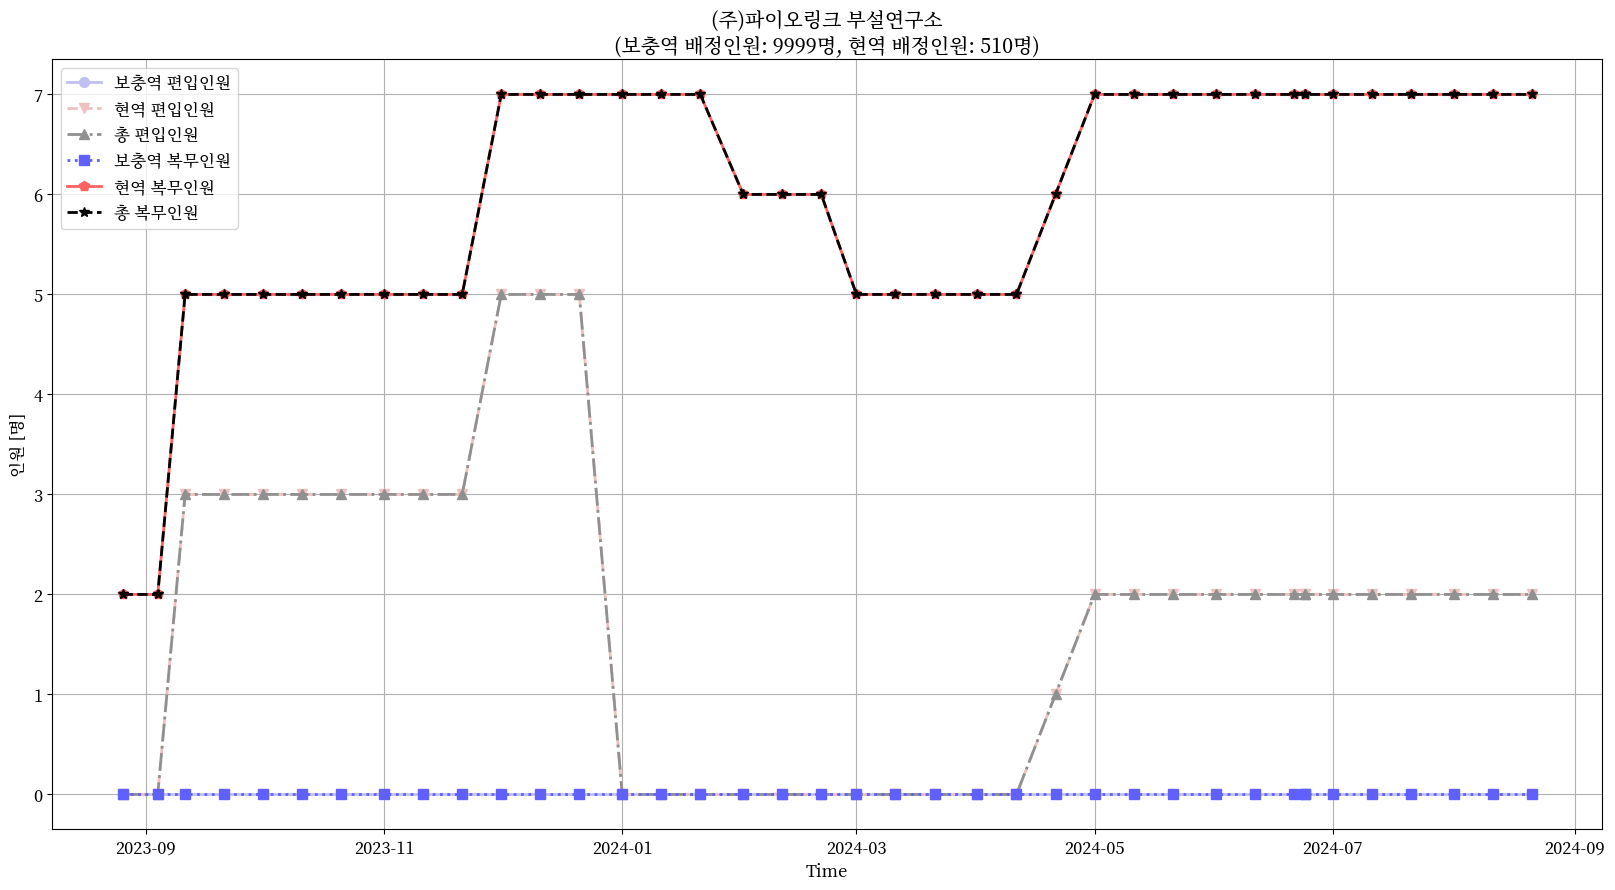 (주)파이오링크 부설연구소
(보충역 배정인원: 9999명, 현역 배정인원: 510명)
보충역 편입인원
현역 편입인원
총 편입인원
보충역 복무인원
현역 복무인원
총 복무인원
7
6
5
4
3
2
1
0
인원 [명]
2023-09
2023-11
2024-01
2024-03
2024-05
2024-07
2024-09
Time